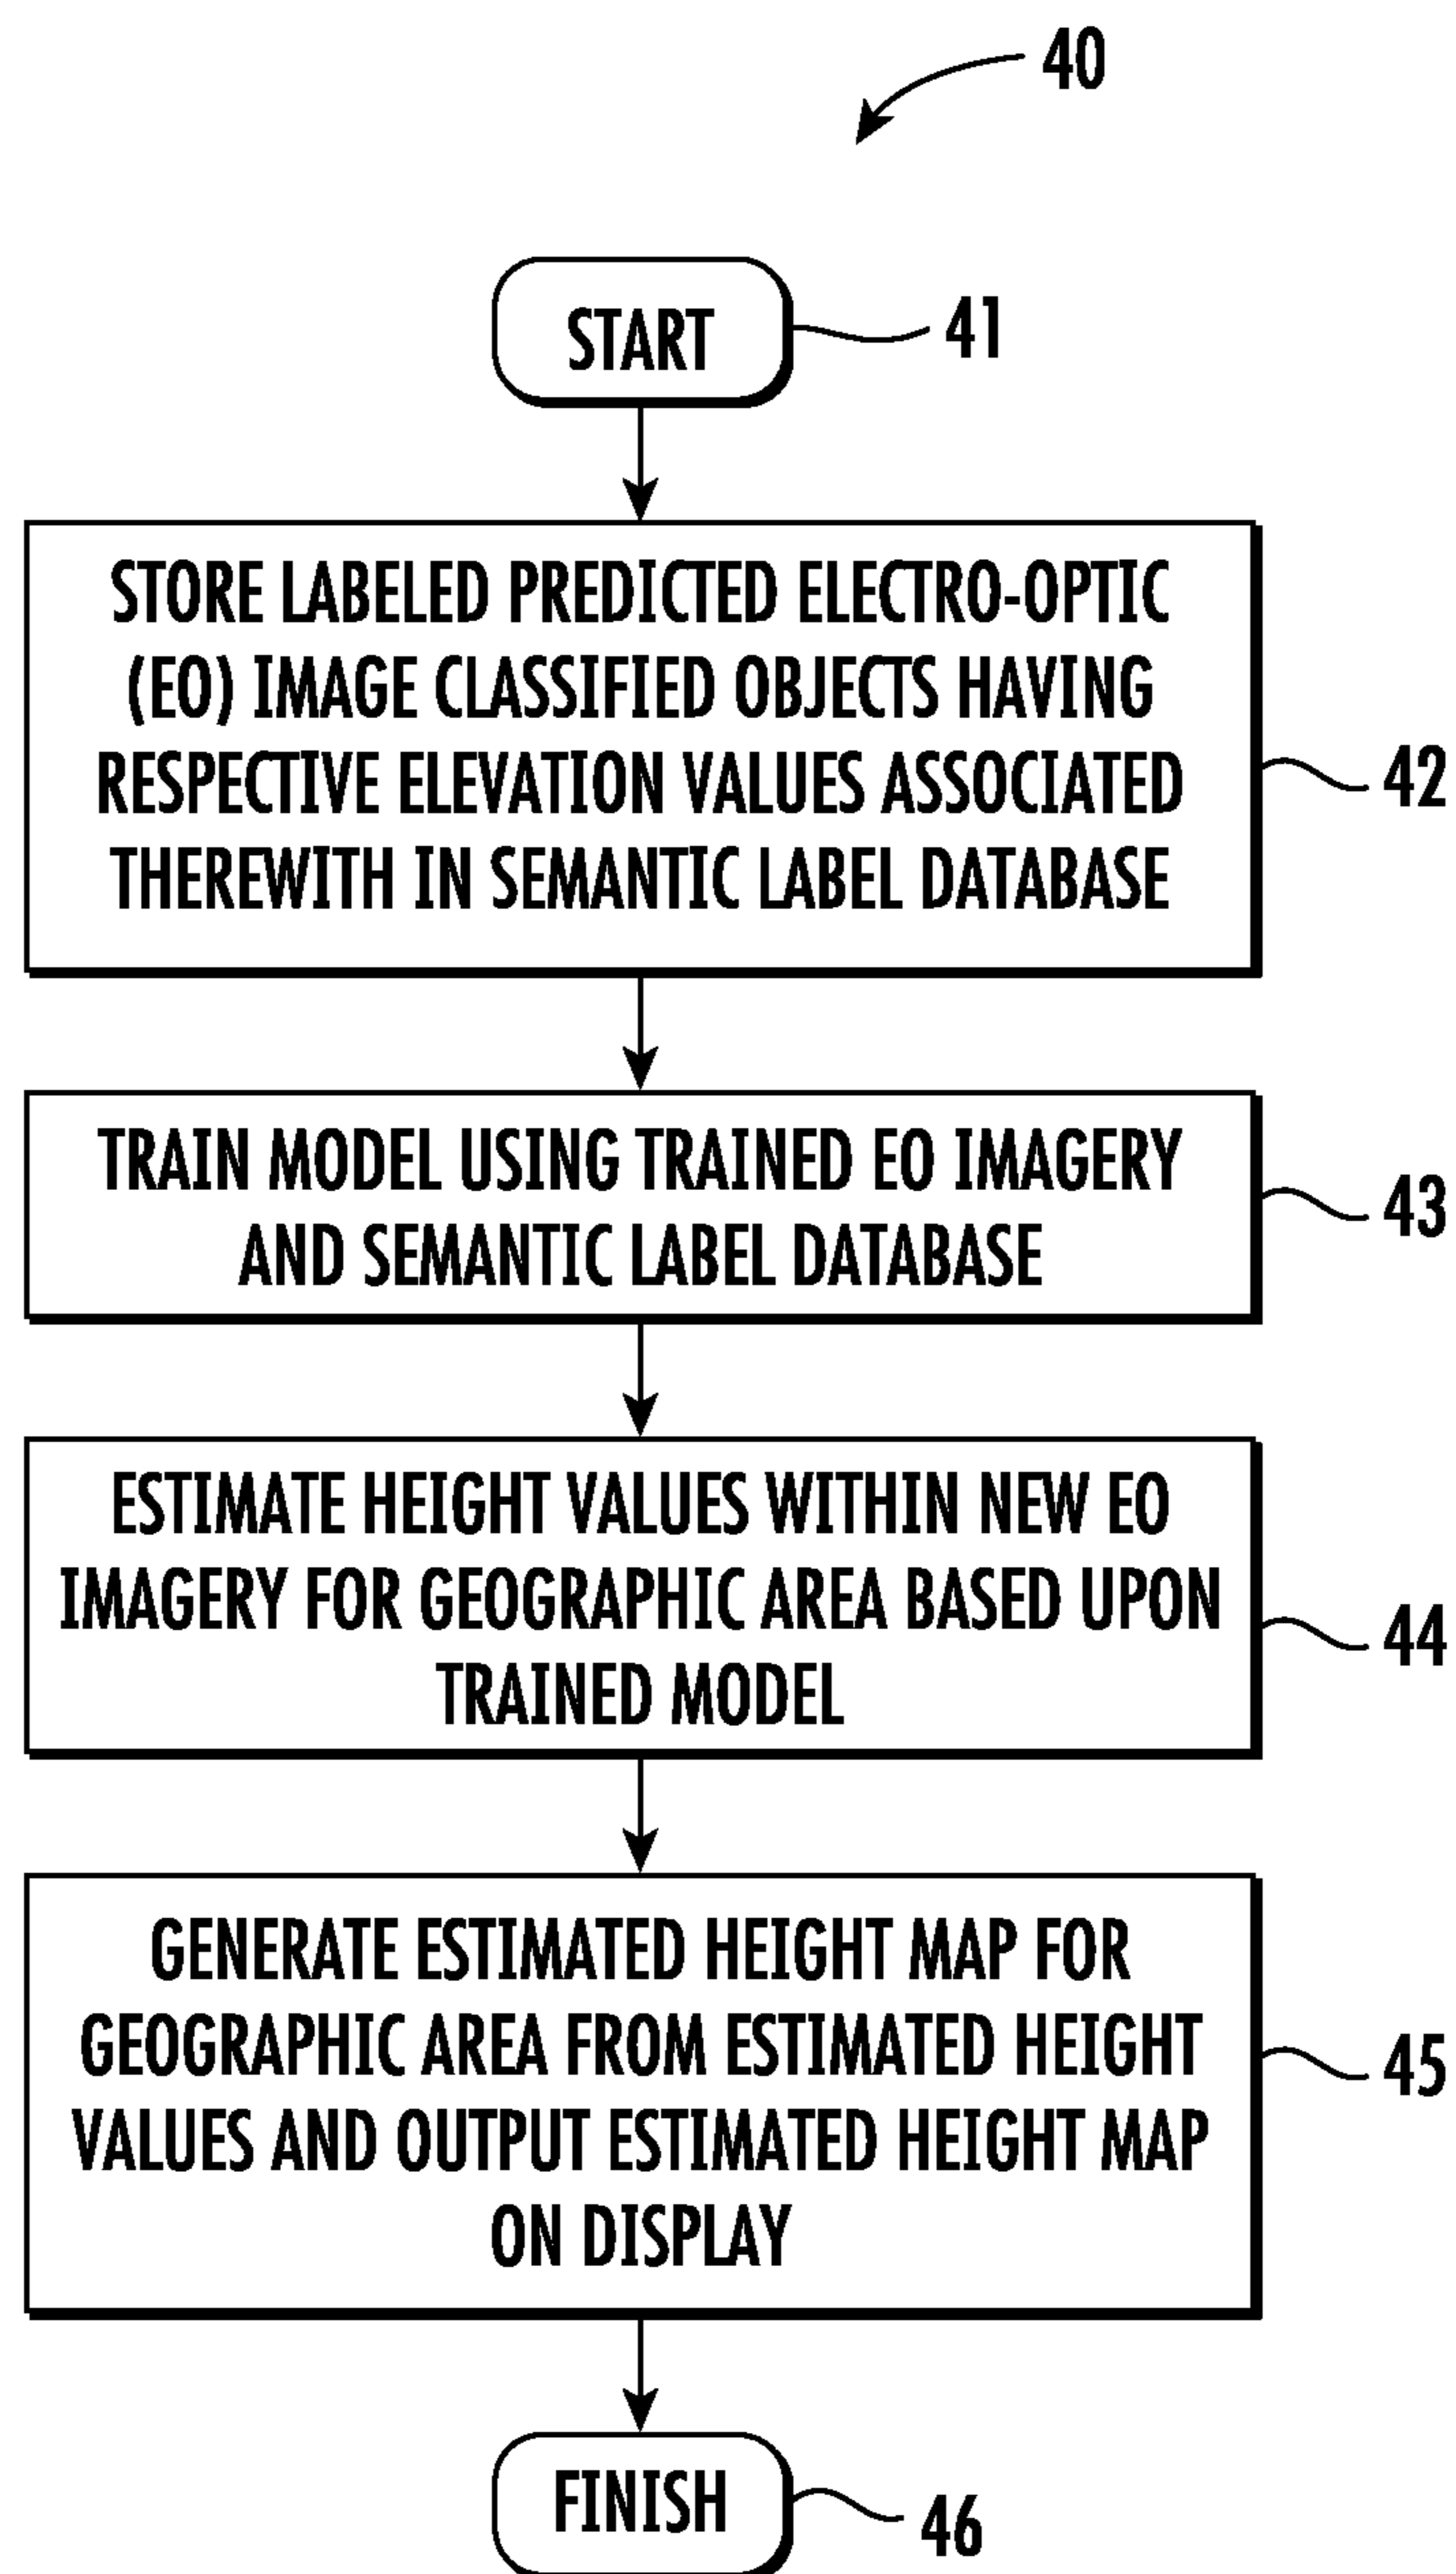 40
START
41
STORE LABELED PREDICTED ELECTRO-OPTIC
(EO) IMAGE CLASSIFIED OBJECTS HAVING
RESPECTIVE ELEVATION VALUES ASSOCIATED
THEREWITH IN SEMANTIC LABEL DATABASE
42
TRAIN MODEL USING TRAINED EO IMAGERY
AND SEMANTIC LABEL DATABASE
43
ESTIMATE HEIGHT VALUES WITHIN NEW EO
IMAGERY FOR GEOGRAPHIC AREA BASED UPON
TRAINED MODEL
44
GENERATE ESTIMATED HEIGHT MAP FOR
GEOGRAPHIC AREA FROM ESTIMATED HEIGHT
VALUES AND OUTPUT ESTIMATED HEIGHT MAP
ON DISPLAY
45
FINISH
46